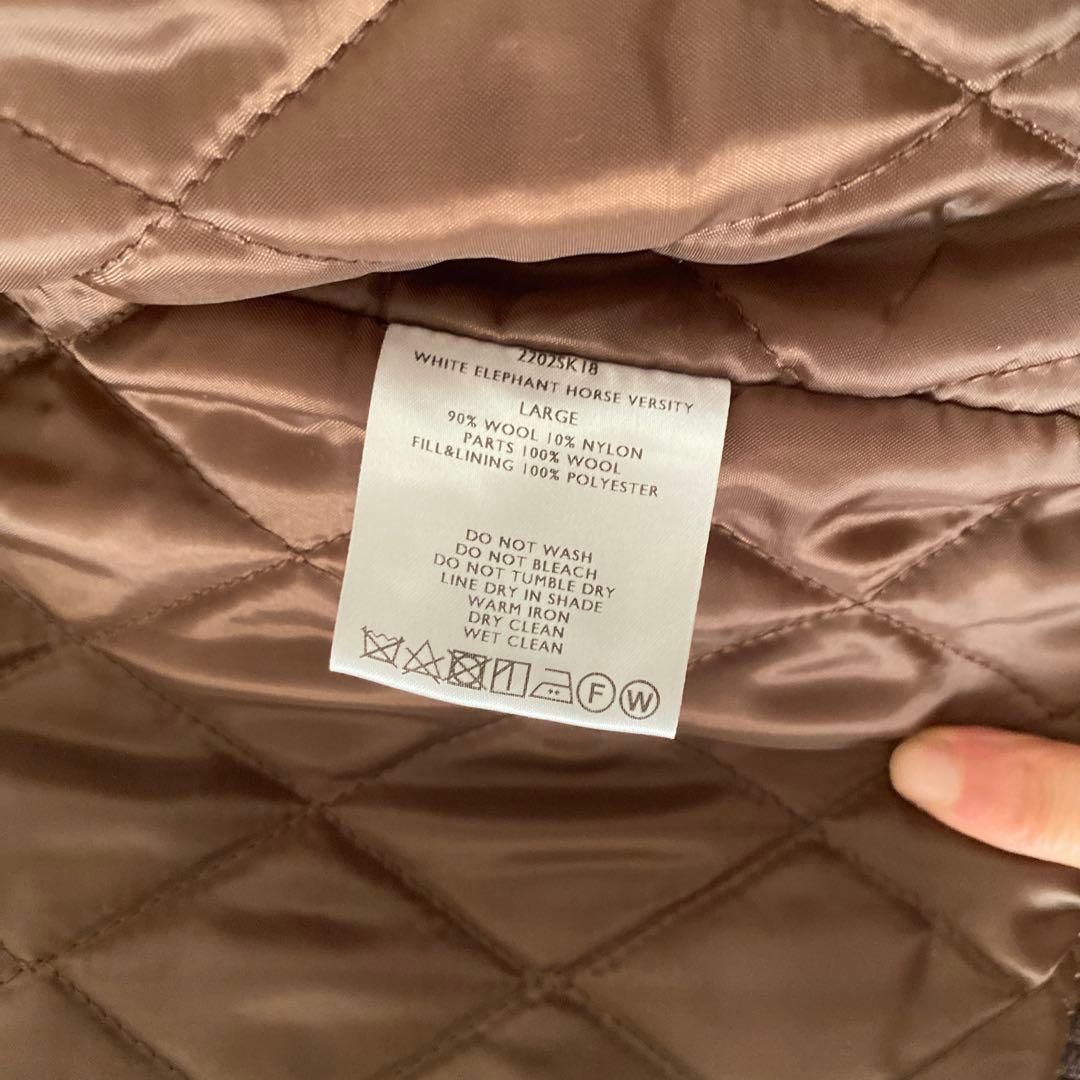 2202SK18
WHITE ELEPHANT HORSE VERSITY
LARGE
90% WOOL 10% NYLON
PARTS 100% WOOL
FILL&LINING 100% POLYESTER
DO NOT WASH
DO NOT BLEACH
DO NOT TUMBLE DRY
LINE DRY IN SHADE
WARM IRON
DRY CLEAN
WET CLEAN
F W